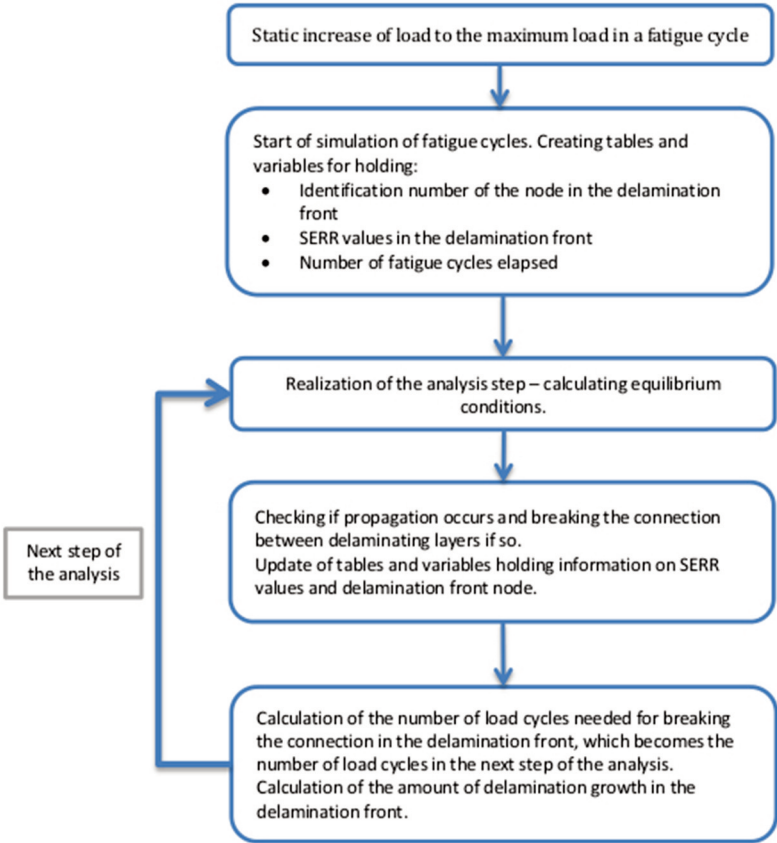 Static increase of load to the maximum load in a fatigue cycle
Start of simulation of fatigue cycles. Creating tables and
variables for holding:
• Identification number of the node in the delamination
front
• SERR values in the delamination front
• Number of fatigue cycles elapsed
Realization of the analysis step – calculating equilibrium
conditions.
Checking if propagation occurs and breaking the connection
between delaminating layers if so.
Update of tables and variables holding information on SERR
values and delamination front node.
Next step of
the analysis
Calculation of the number of load cycles needed for breaking
the connection in the delamination front, which becomes the
number of load cycles in the next step of the analysis.
Calculation of the amount of delamination growth in the
delamination front.